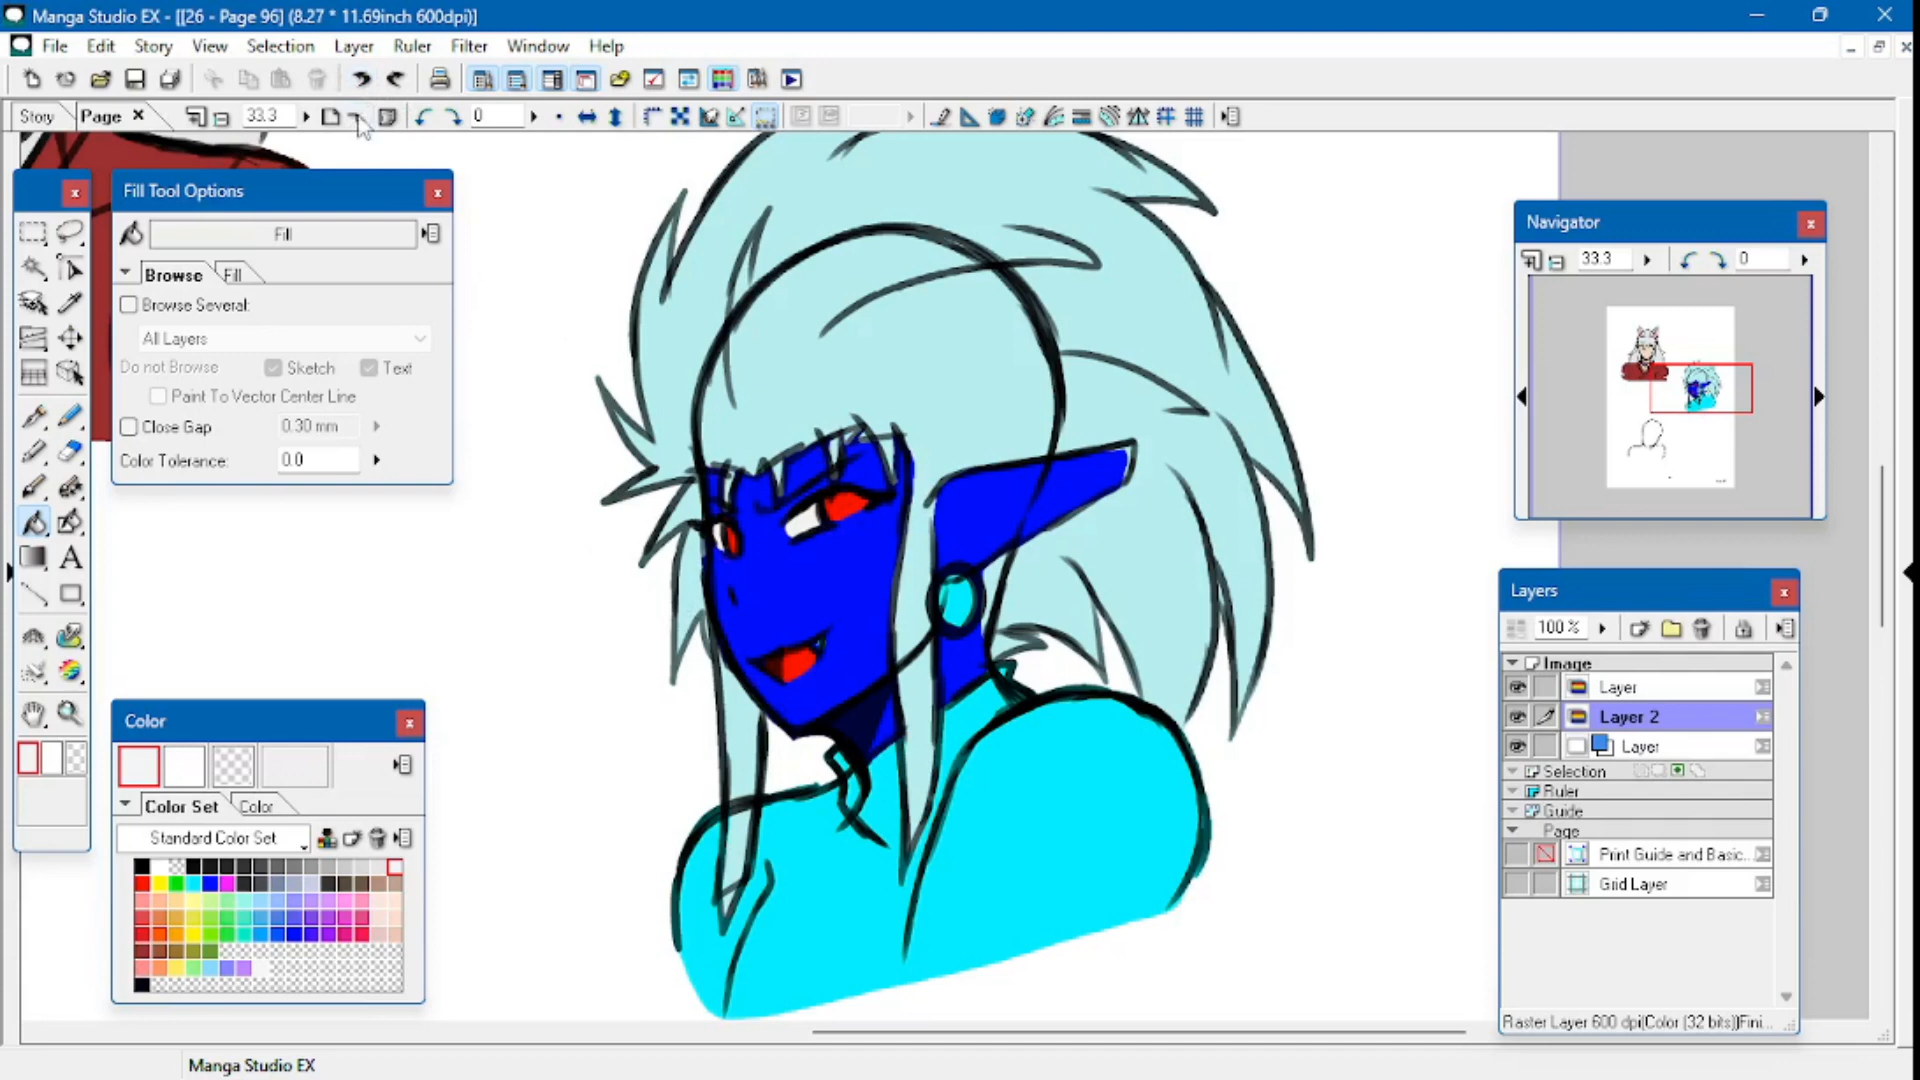 Manga Studio EX - [[26 - Page 96] (8.27 * 11.69inch 600dpi)]
File Edit Story View Selection Layer Ruler Filter Window Help
Story Page 33.3 0
Fill Tool Options
Fill
Browse Fill
Browse Several:
All Layers
Do not Browse Sketch Text
Paint To Vector Center Line
Close Gap 0.30 mm
Color Tolerance: 0.0
A
Color
Color Set Color
Standard Color Set
Navigator
33.3 0
Layers
100 %
Image
Layer
Layer 2
Layer
Selection
Ruler
Guide
Page
Print Guide and Basic...
Grid Layer
Raster Layer 600 dpi(Color (32 bits))Fini...
Manga Studio EX